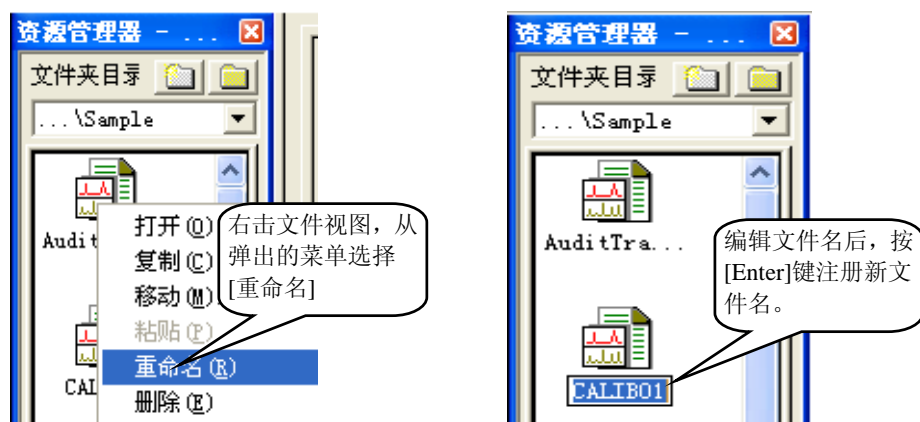 资源管理器 - ...
文件夹目录
...\Sample
Audit
打开(O)
复制(C)
移动(M)
粘贴(P)
重命名(R)
删除(E)
CAL
右击文件视图，从
弹出的菜单选择
[重命名]
资源管理器 - ...
文件夹目录
...\Sample
AuditTra...
CALIBO1
编辑文件名后，按
[Enter]键注册新文
件名。